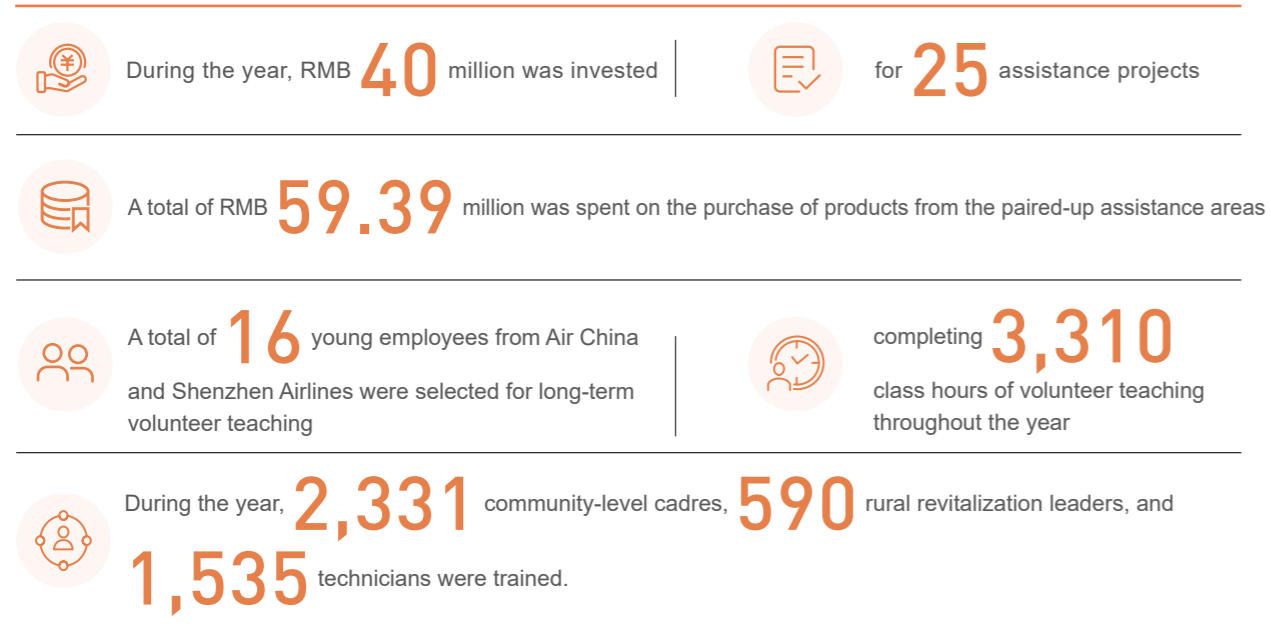 During the year, RMB 40 million was invested
for 25 assistance projects
A total of RMB 59.39 million was spent on the purchase of products from the paired-up assistance areas
A total of 16 young employees from Air China
and Shenzhen Airlines were selected for long-term
volunteer teaching
completing 3,310
class hours of volunteer teaching
throughout the year
During the year, 2,331 community-level cadres, 590 rural revitalization leaders, and
1,535 technicians were trained.